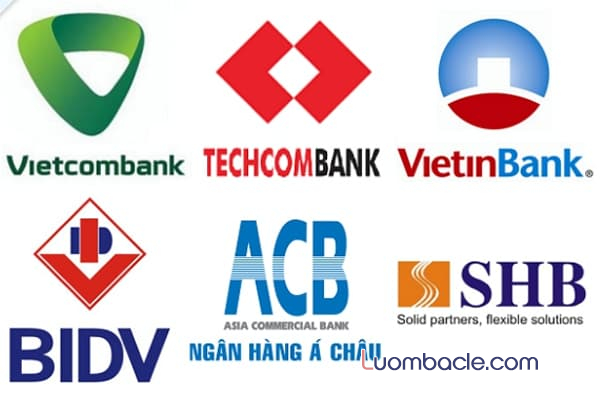 Vietcombank
TECHCOMBANK
VietinBank®
BIDV
ACB
ASIA COMMERCIAL BANK
NGÂN HÀNG Á CHÂU
SHB
Solid partners, flexible solutions
Luombacle.com